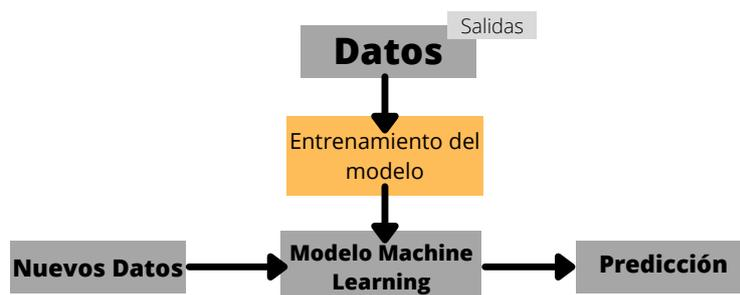 Salidas
Datos
Entrenamiento del
modelo
Nuevos Datos
Modelo Machine
Learning
Predicción